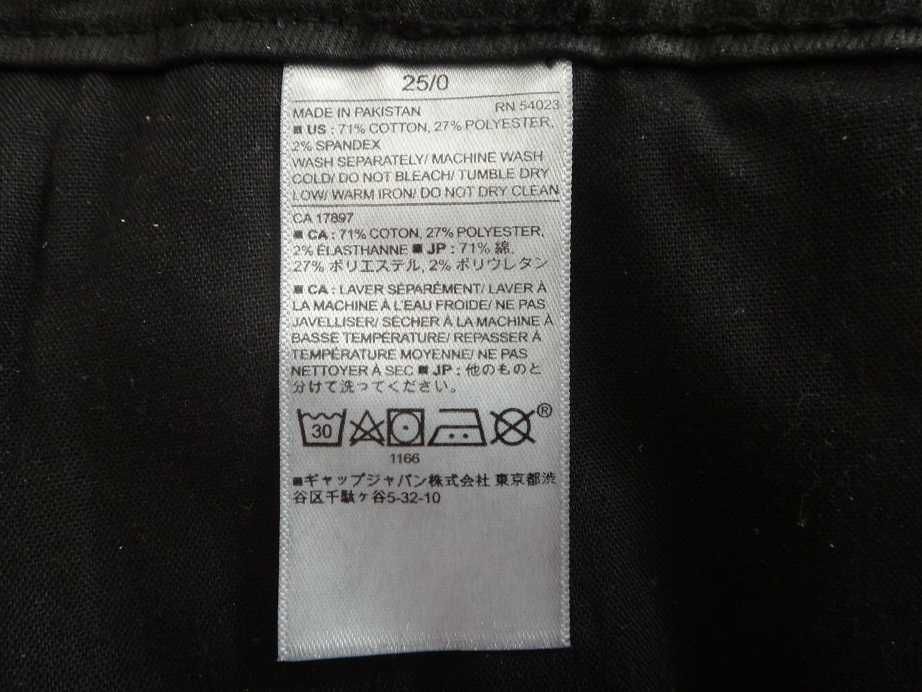 25/0
MADE IN PAKISTAN RN 54023
■ US : 71% COTTON, 27% POLYESTER,
2% SPANDEX
WASH SEPARATELY/ MACHINE WASH
COLD/ DO NOT BLEACH/ TUMBLE DRY
LOW/ WARM IRON/ DO NOT DRY CLEAN
CA 17897
■ CA : 71% COTON, 27% POLYESTER,
2% ÉLASTHANNE ■ JP : 71% 綿,
27% ポリエステル, 2% ポリウレタン
■ CA : LAVER SÉPARÉMENT/ LAVER À
LA MACHINE À L'EAU FROIDE/ NE PAS
JAVELLISER/ SÉCHER À LA MACHINE À
BASSE TEMPÉRATURE/ REPASSER À
TEMPÉRATURE MOYENNE/ NE PAS
NETTOYER À SEC ■ JP : 他のものと
分けて洗ってください。
30 ®
1166
■ギャップジャパン株式会社 東京都渋
谷区千駄ヶ谷5-32-10